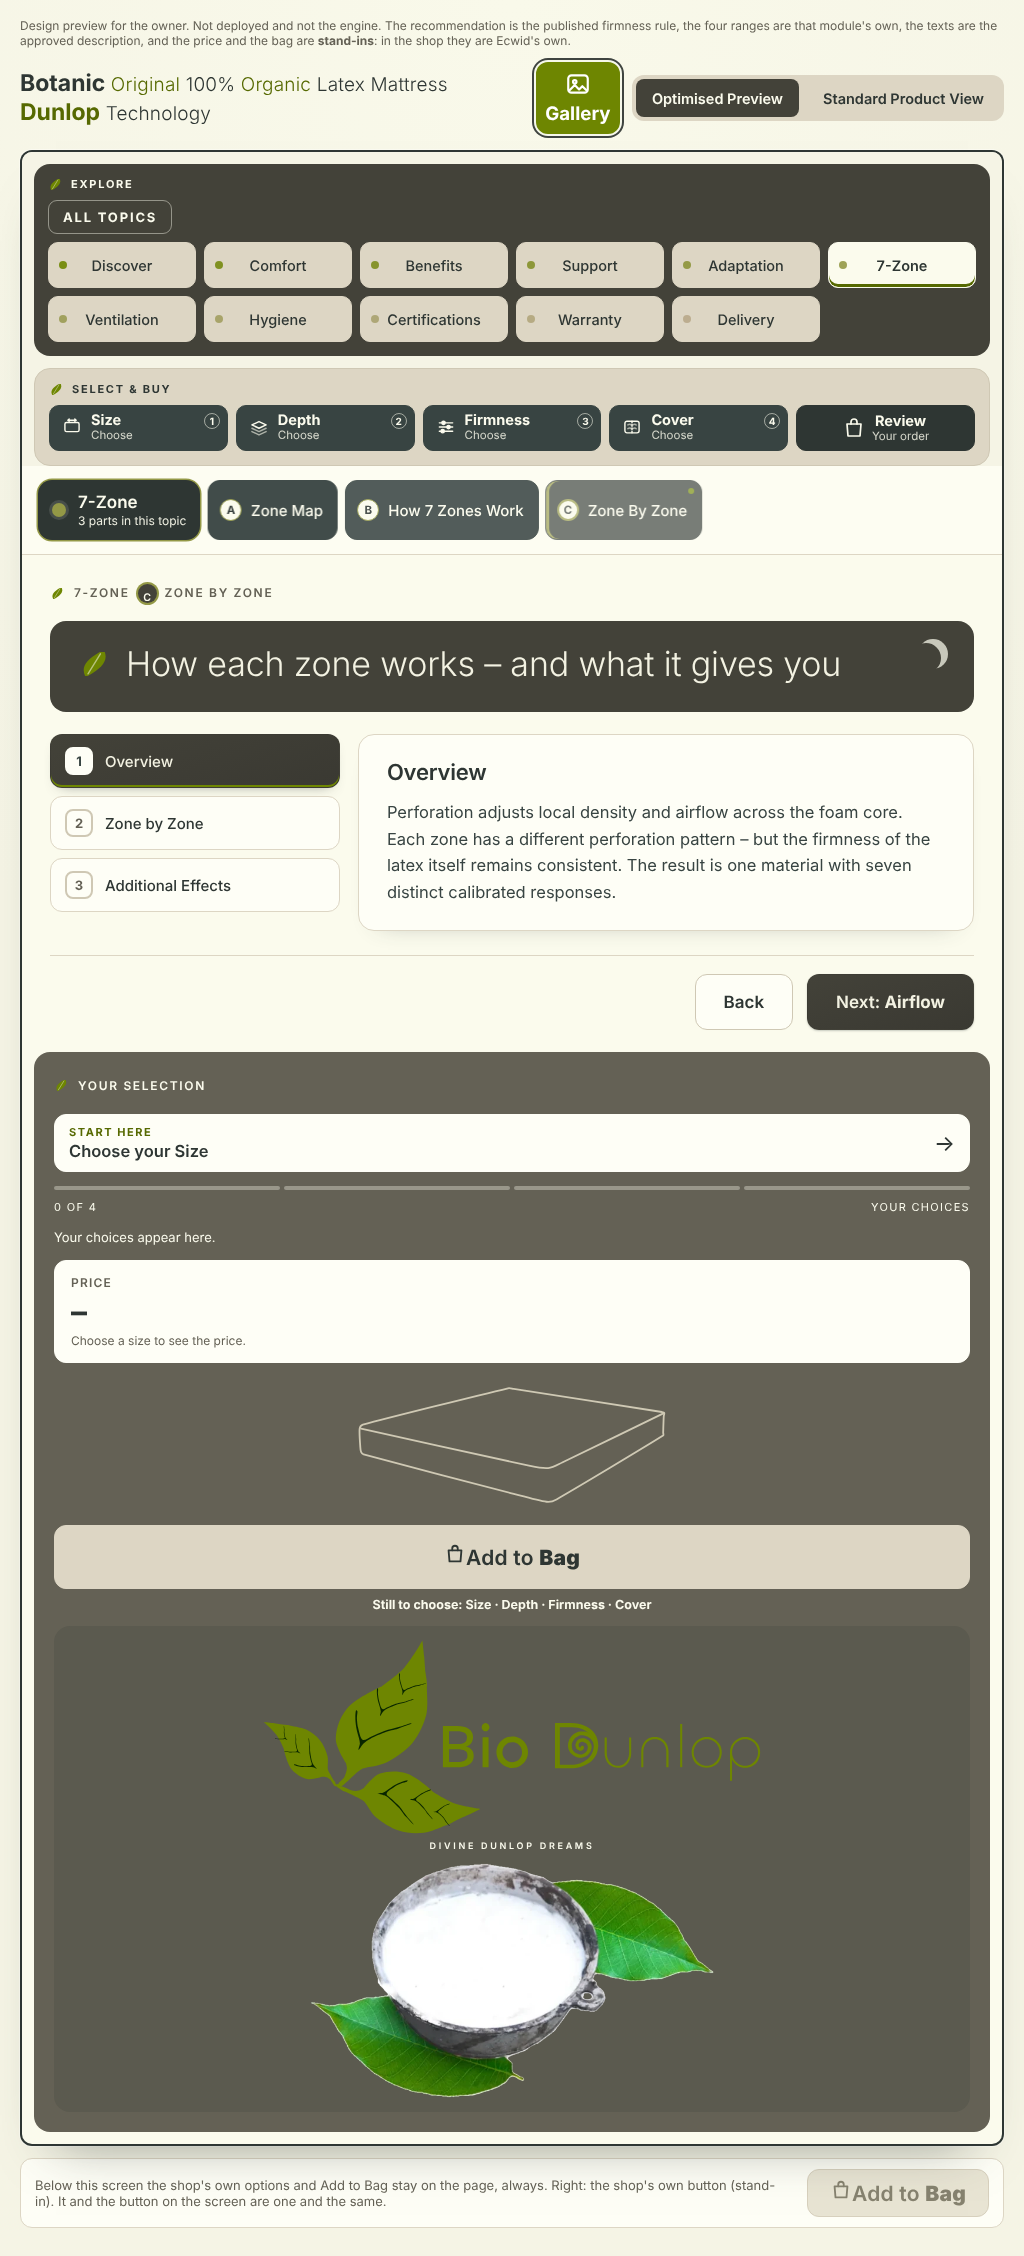 Design preview for the owner. Not deployed and not the engine. The recommendation is the published firmness rule, the four ranges are that module's own, the texts are the
approved description, and the price and the bag are stand-ins: in the shop they are Ecwid's own.
Botanic Original 100% Organic Latex Mattress
Dunlop Technology
Gallery
Optimised Preview
Standard Product View
EXPLORE
ALL TOPICS
Discover
Comfort
Benefits
Support
Adaptation
7-Zone
Ventilation
Hygiene
Certifications
Warranty
Delivery
SELECT & BUY
Size
Choose
1
Depth
Choose
2
Firmness
Choose
3
Cover
Choose
4
Review
Your order
7-Zone
3 parts in this topic
A Zone Map
B How 7 Zones Work
C Zone By Zone
7-ZONE C ZONE BY ZONE
How each zone works – and what it gives you
1 Overview
2 Zone by Zone
3 Additional Effects
Overview
Perforation adjusts local density and airflow across the foam core.
Each zone has a different perforation pattern – but the firmness of the
latex itself remains consistent. The result is one material with seven
distinct calibrated responses.
Back
Next: Airflow
YOUR SELECTION
START HERE
Choose your Size
0 OF 4
YOUR CHOICES
Your choices appear here.
PRICE
–
Choose a size to see the price.
Add to Bag
Still to choose: Size · Depth · Firmness · Cover
Bio Dunlop
DIVINE DUNLOP DREAMS
Below this screen the shop's own options and Add to Bag stay on the page, always. Right: the shop's own button (stand-
in). It and the button on the screen are one and the same.
Add to Bag